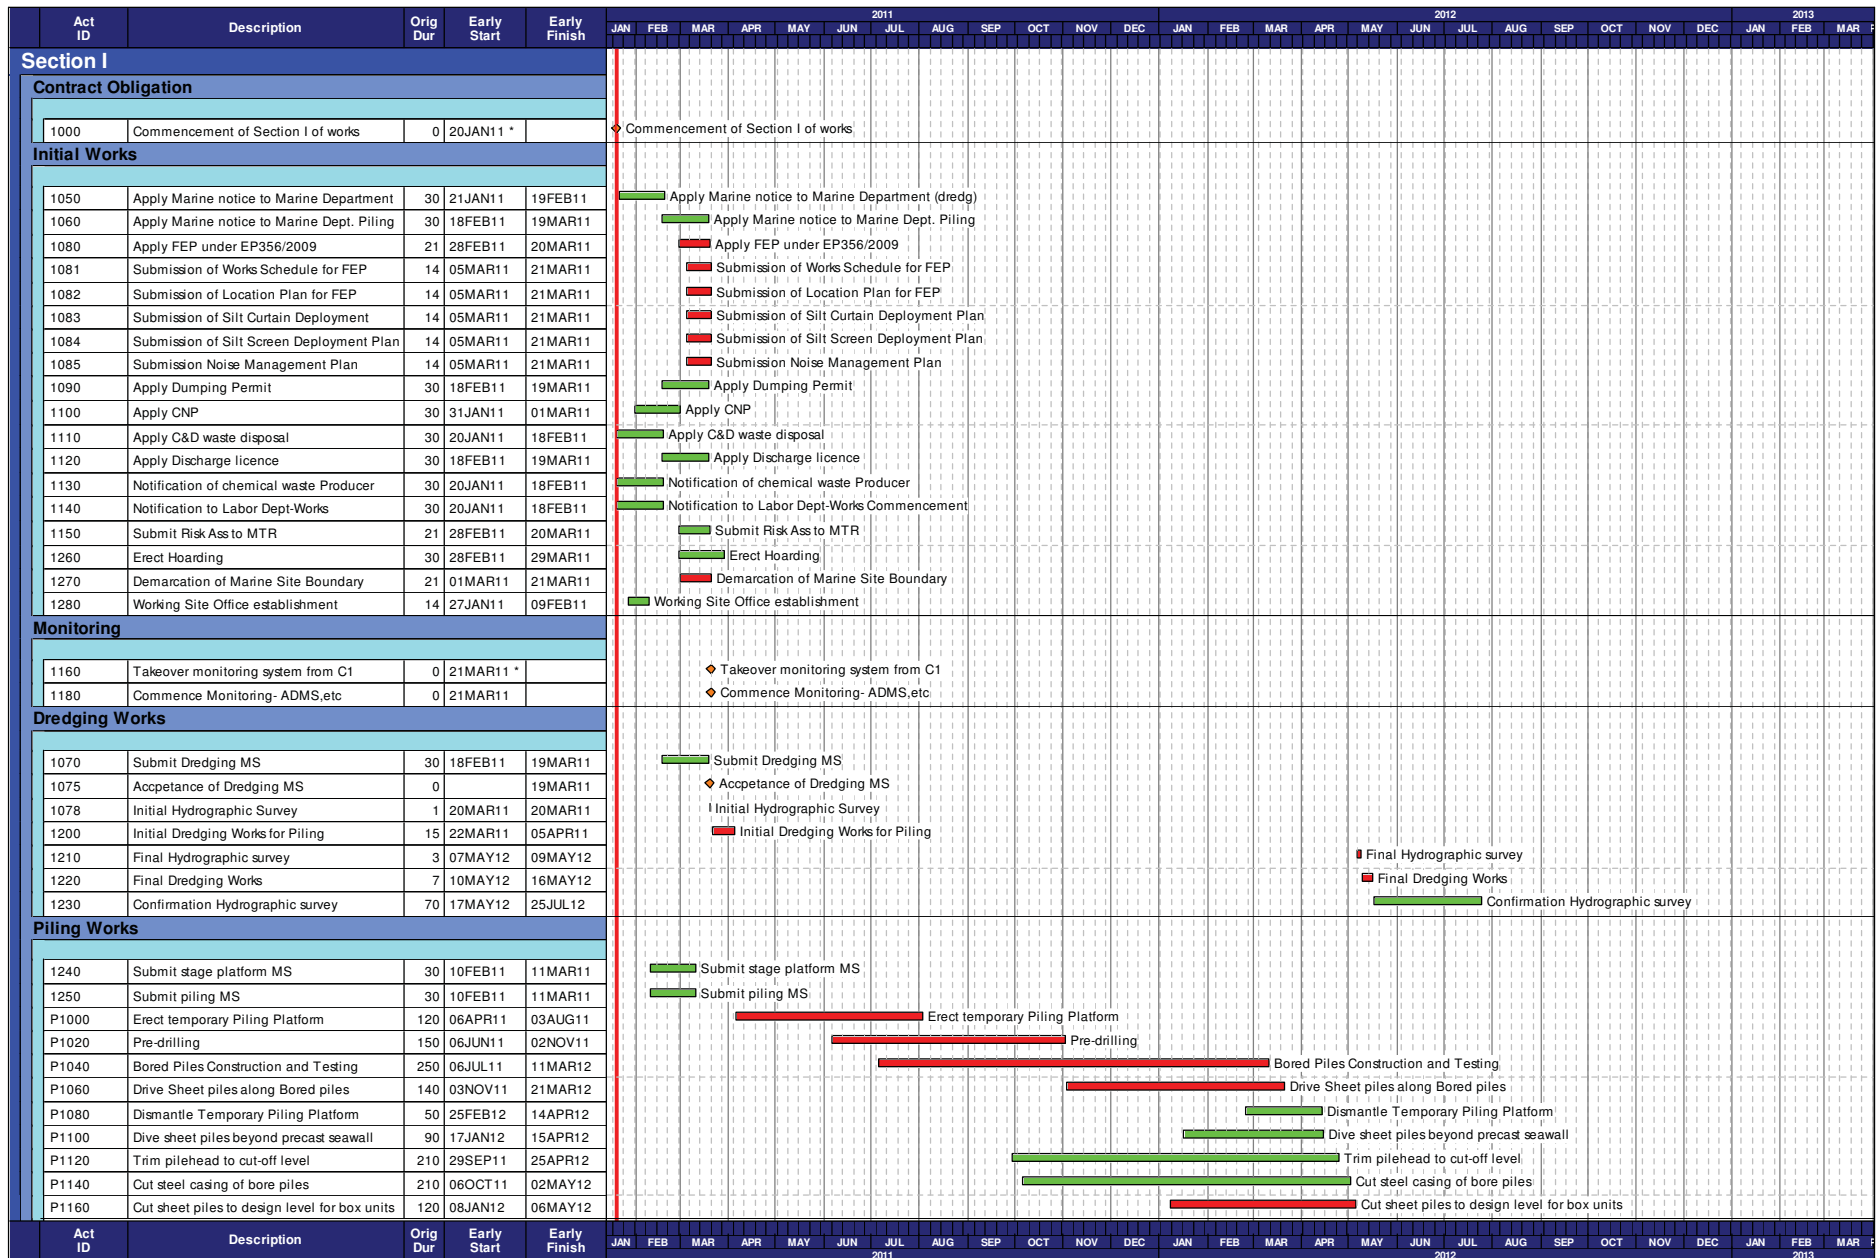 Act ID Description Orig Dur Early Start Early Finish 2011 2012 2013
JAN FEB MAR APR MAY JUN JUL AUG SEP OCT NOV DEC JAN FEB MAR APR MAY JUN JUL AUG SEP OCT NOV DEC JAN FEB MAR F
Section I
Contract Obligation
1000 Commencement of Section I of works 0 20JAN11 * Commencement of Section I of works
Initial Works
1050 Apply Marine notice to Marine Department 30 21JAN11 19FEB11 Apply Marine notice to Marine Department (dredg)
1060 Apply Marine notice to Marine Dept. Piling 30 18FEB11 19MAR11 Apply Marine notice to Marine Dept. Piling
1080 Apply FEP under EP356/2009 21 28FEB11 20MAR11 Apply FEP under EP356/2009
1081 Submission of Works Schedule for FEP 14 05MAR11 21MAR11 Submission of Works Schedule for FEP
1082 Submission of Location Plan for FEP 14 05MAR11 21MAR11 Submission of Location Plan for FEP
1083 Submission of Silt Curtain Deployment 14 05MAR11 21MAR11 Submission of Silt Curtain Deployment Plan
1084 Submission of Silt Screen Deployment Plan 14 05MAR11 21MAR11 Submission of Silt Screen Deployment Plan
1085 Submission Noise Management Plan 14 05MAR11 21MAR11 Submission Noise Management Plan
1090 Apply Dumping Permit 30 18FEB11 19MAR11 Apply Dumping Permit
1100 Apply CNP 30 31JAN11 01MAR11 Apply CNP
1110 Apply C&D waste disposal 30 20JAN11 18FEB11 Apply C&D waste disposal
1120 Apply Discharge licence 30 18FEB11 19MAR11 Apply Discharge licence
1130 Notification of chemical waste Producer 30 20JAN11 18FEB11 Notification of chemical waste Producer
1140 Notification to Labor Dept-Works 30 20JAN11 18FEB11 Notification to Labor Dept-Works Commencement
1150 Submit Risk Ass to MTR 21 28FEB11 20MAR11 Submit Risk Ass to MTR
1260 Erect Hoarding 30 28FEB11 29MAR11 Erect Hoarding
1270 Demarcation of Marine Site Boundary 21 01MAR11 21MAR11 Demarcation of Marine Site Boundary
1280 Working Site Office establishment 14 27JAN11 09FEB11 Working Site Office establishment
Monitoring
1160 Takeover monitoring system from C1 0 21MAR11 * Takeover monitoring system from C1
1180 Commence Monitoring- ADMS,etc 0 21MAR11 Commence Monitoring- ADMS,etc
Dredging Works
1070 Submit Dredging MS 30 18FEB11 19MAR11 Submit Dredging MS
1075 Accpetance of Dredging MS 0 19MAR11 Accpetance of Dredging MS
1078 Initial Hydrographic Survey 1 20MAR11 20MAR11 Initial Hydrographic Survey
1200 Initial Dredging Works for Piling 15 22MAR11 05APR11 Initial Dredging Works for Piling
1210 Final Hydrographic survey 3 07MAY12 09MAY12 Final Hydrographic survey
1220 Final Dredging Works 7 10MAY12 16MAY12 Final Dredging Works
1230 Confirmation Hydrographic survey 70 17MAY12 25JUL12 Confirmation Hydrographic survey
Piling Works
1240 Submit stage platform MS 30 10FEB11 11MAR11 Submit stage platform MS
1250 Submit piling MS 30 10FEB11 11MAR11 Submit piling MS
P1000 Erect temporary Piling Platform 120 06APR11 03AUG11 Erect temporary Piling Platform
P1020 Pre-drilling 150 06JUN11 02NOV11 Pre-drilling
P1040 Bored Piles Construction and Testing 250 06JUL11 11MAR12 Bored Piles Construction and Testing
P1060 Drive Sheet piles along Bored piles 140 03NOV11 21MAR12 Drive Sheet piles along Bored piles
P1080 Dismantle Temporary Piling Platform 50 25FEB12 14APR12 Dismantle Temporary Piling Platform
P1100 Dive sheet piles beyond precast seawall 90 17JAN12 15APR12 Dive sheet piles beyond precast seawall
P1120 Trim pilehead to cut-off level 210 29SEP11 25APR12 Trim pilehead to cut-off level
P1140 Cut steel casing of bore piles 210 06OCT11 02MAY12 Cut steel casing of bore piles
P1160 Cut sheet piles to design level for box units 120 08JAN12 06MAY12 Cut sheet piles to design level for box units
Act ID Description Orig Dur Early Start Early Finish JAN FEB MAR APR MAY JUN JUL AUG SEP OCT NOV DEC JAN FEB MAR APR MAY JUN JUL AUG SEP OCT NOV DEC JAN FEB MAR F
2011 2012 2013